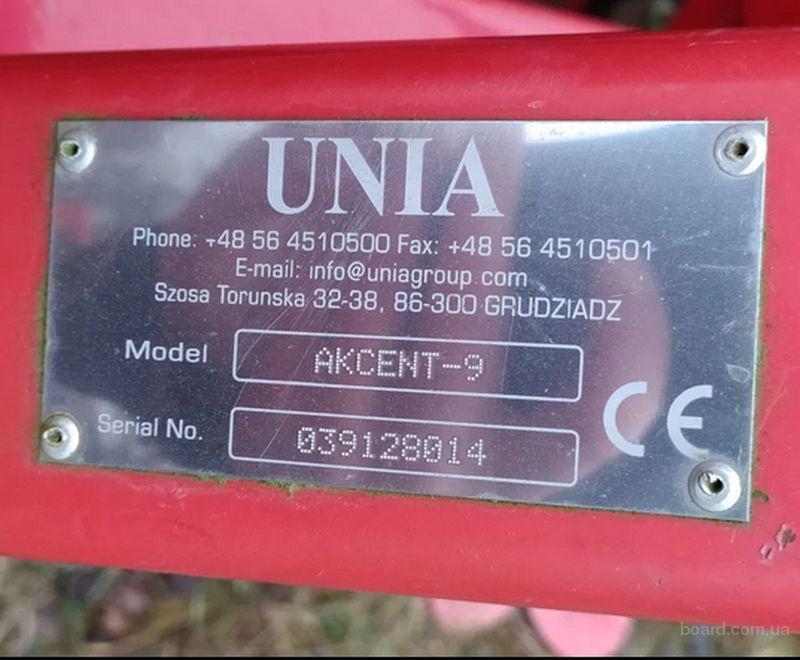 UNIA
Phone: +48 56 4510500 Fax: +48 56 4510501
E-mail: info@uniagroup.com
Szosa Torunska 32-38, 86-300 GRUDZIADZ
Model AKCENT-9
Serial No. 039128014
CE
board.com.ua